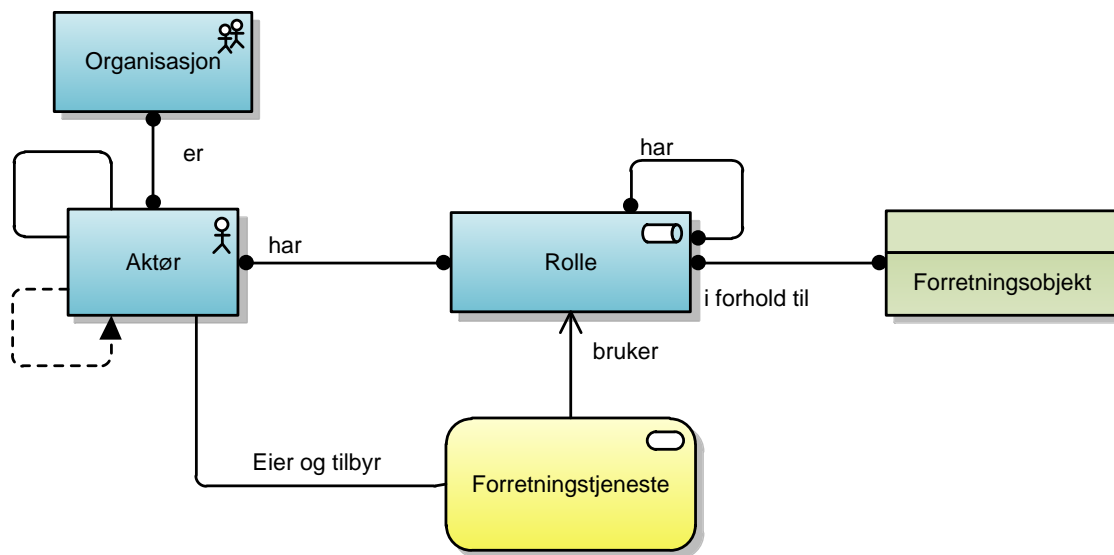 Organisasjon
er
har
Aktør
har
Rolle
i forhold til
Forretningsobjekt
bruker
Eier og tilbyr
Forretningstjeneste